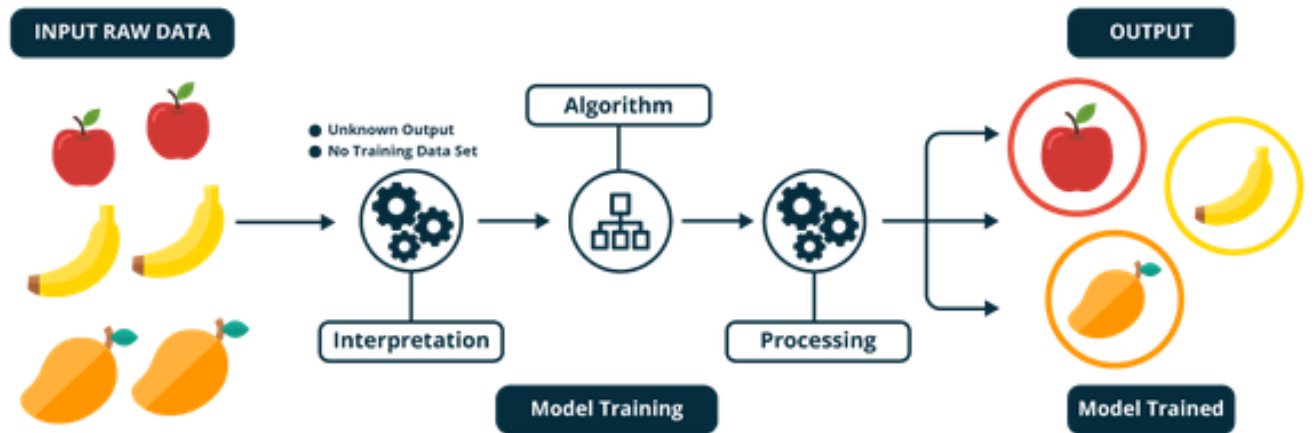 INPUT RAW DATA
OUTPUT
Algorithm
Unknown Output
No Training Data Set
Interpretation
Processing
Model Training
Model Trained